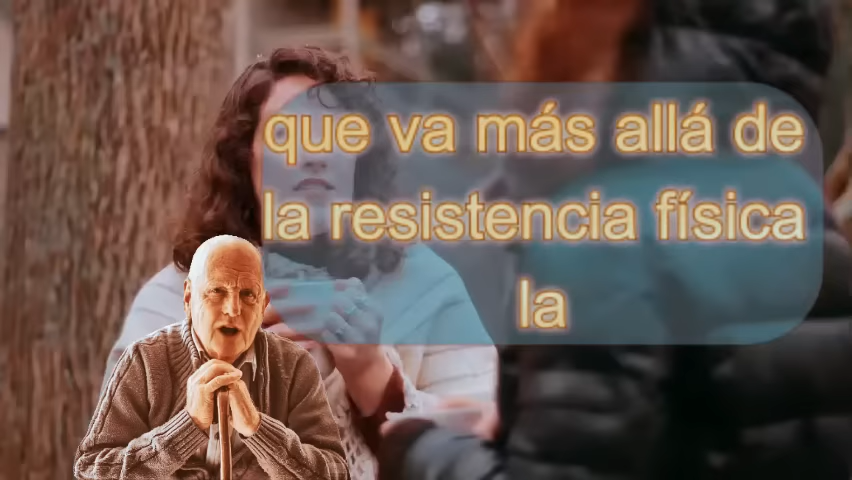 que va más allá de
la resistencia física
la